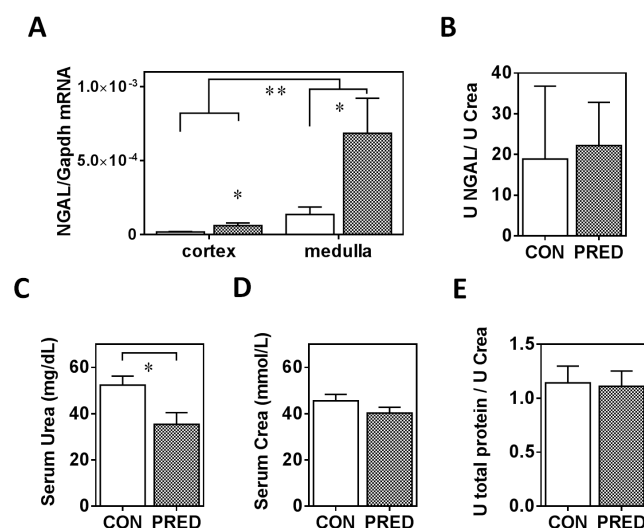 A
NGAL/Gapdh mRNA
1.0×10⁻³
5.0×10⁻⁴
0
**
*
*
cortex medulla
B
U NGAL/ U Crea
40
30
20
10
0
CON PRED
C
Serum Urea (mg/dL)
60
40
20
0
*
CON PRED
D
Serum Crea (mmol/L)
60
40
20
0
CON PRED
E
U total protein / U Crea
1.5
1.0
0.5
0.0
CON PRED